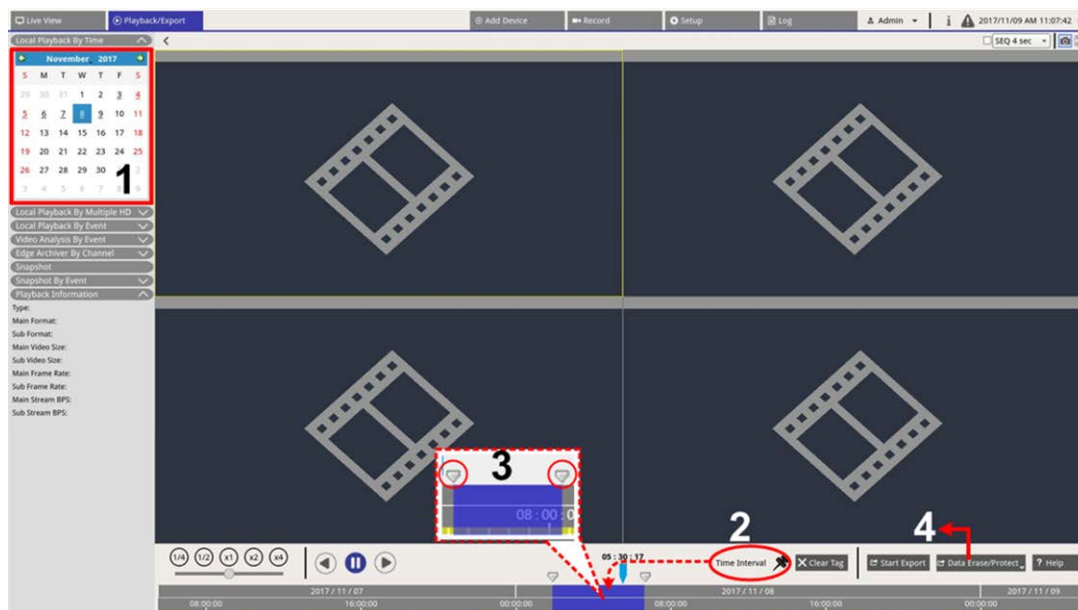 Live View
Playback/Export
Add Device
Record
Setup
Log
Admin
i
2017/11/09 AM 11:07:42
Local Playback By Time
SEQ 4 sec
November, 2017
S M T W T F S
29 30 31 1 2 3 4
5 6 7 8 9 10 11
12 13 14 15 16 17 18
19 20 21 22 23 24 25
26 27 28 29 30 2
3 4 5 6 7 8 9
1
Local Playback By Multiple HD
Local Playback By Event
Video Analysis By Event
Edge Archiver By Channel
Snapshot
Snapshot By Event
Playback Information
Type:
Main Format:
Sub Format:
Main Video Size:
Sub Video Size:
Main Frame Rate:
Sub Frame Rate:
Main Stream BPS:
Sub Stream BPS:
3
08 : 00 : 0
2
4
1/4 1/2 x1 x2 x4
05 : 30 : 17
Time Interval
Clear Tag
Start Export
Data Erase/Protect
? Help
2017 / 11 / 07
2017 / 11 / 08
2017 / 11 / 09
08:00:00
16:00:00
00:00:00
08:00:00
16:00:00
00:00:00